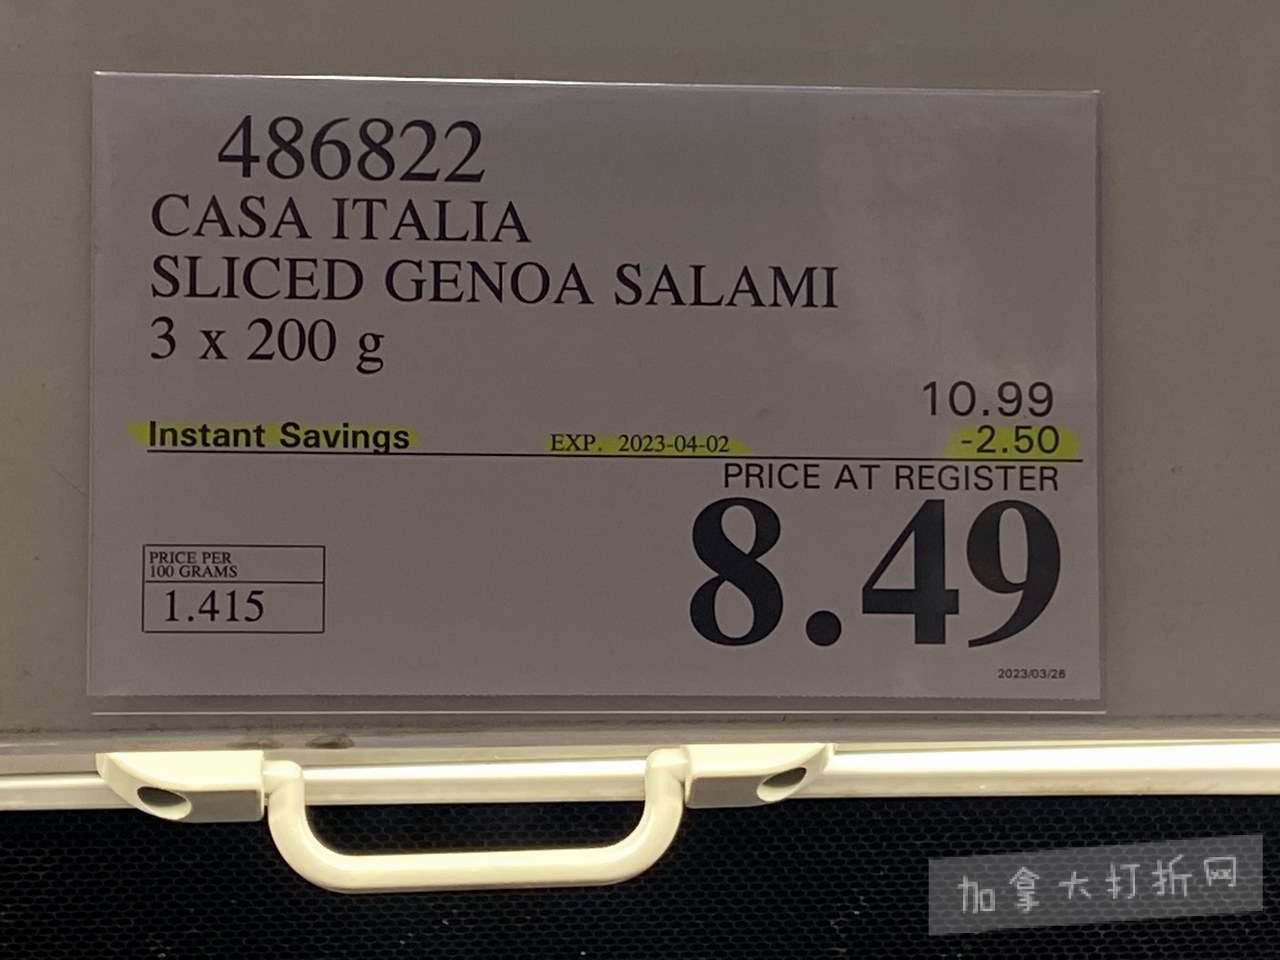 486822
CASA ITALIA
SLICED GENOA SALAMI
3 x 200 g
10.99
Instant Savings EXP. 2023-04-02 -2.50
PRICE AT REGISTER
8.49
PRICE PER
100 GRAMS
1.415
2023/03/26
加拿大打折网